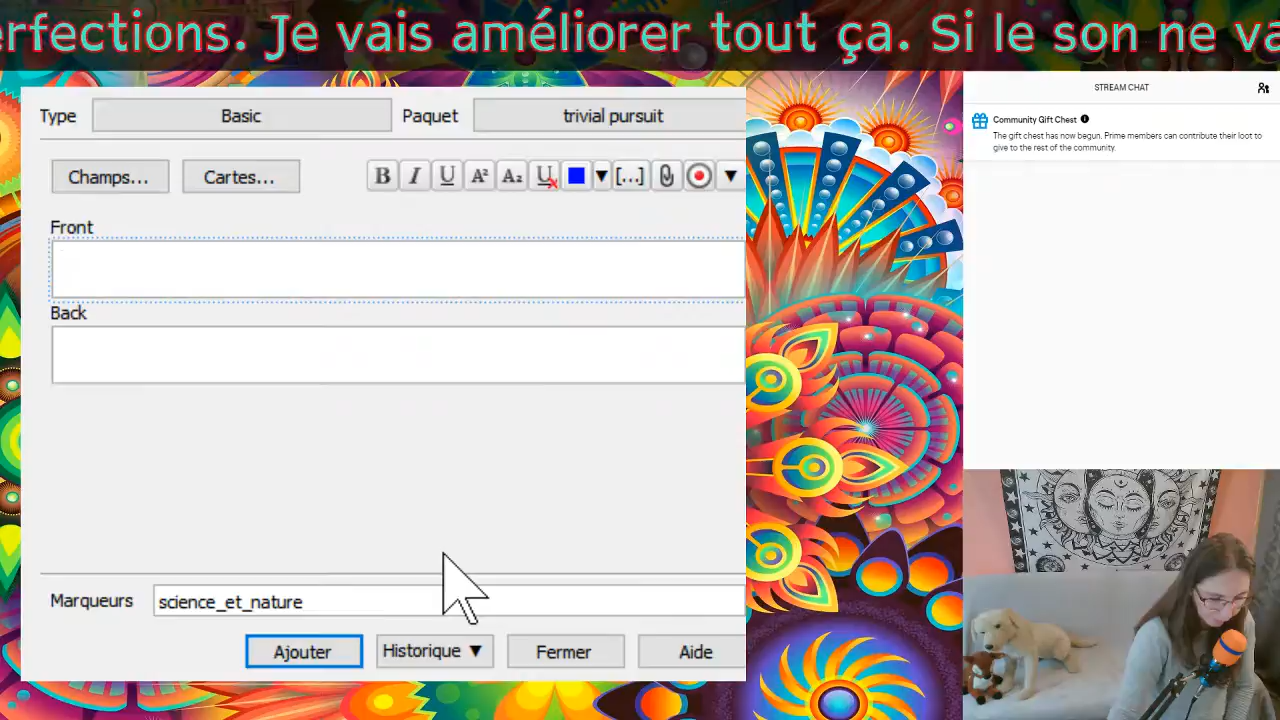 erfections. Je vais améliorer tout ça. Si le son ne va
Type Basic Paquet trivial pursuit
Champs... Cartes... B I U A² A₂ U [...]
Front
Back
Marqueurs science_et_nature
Ajouter Historique ▼ Fermer Aide
STREAM CHAT
Community Gift Chest
The gift chest has now begun. Prime members can contribute their loot to
give to the rest of the community.